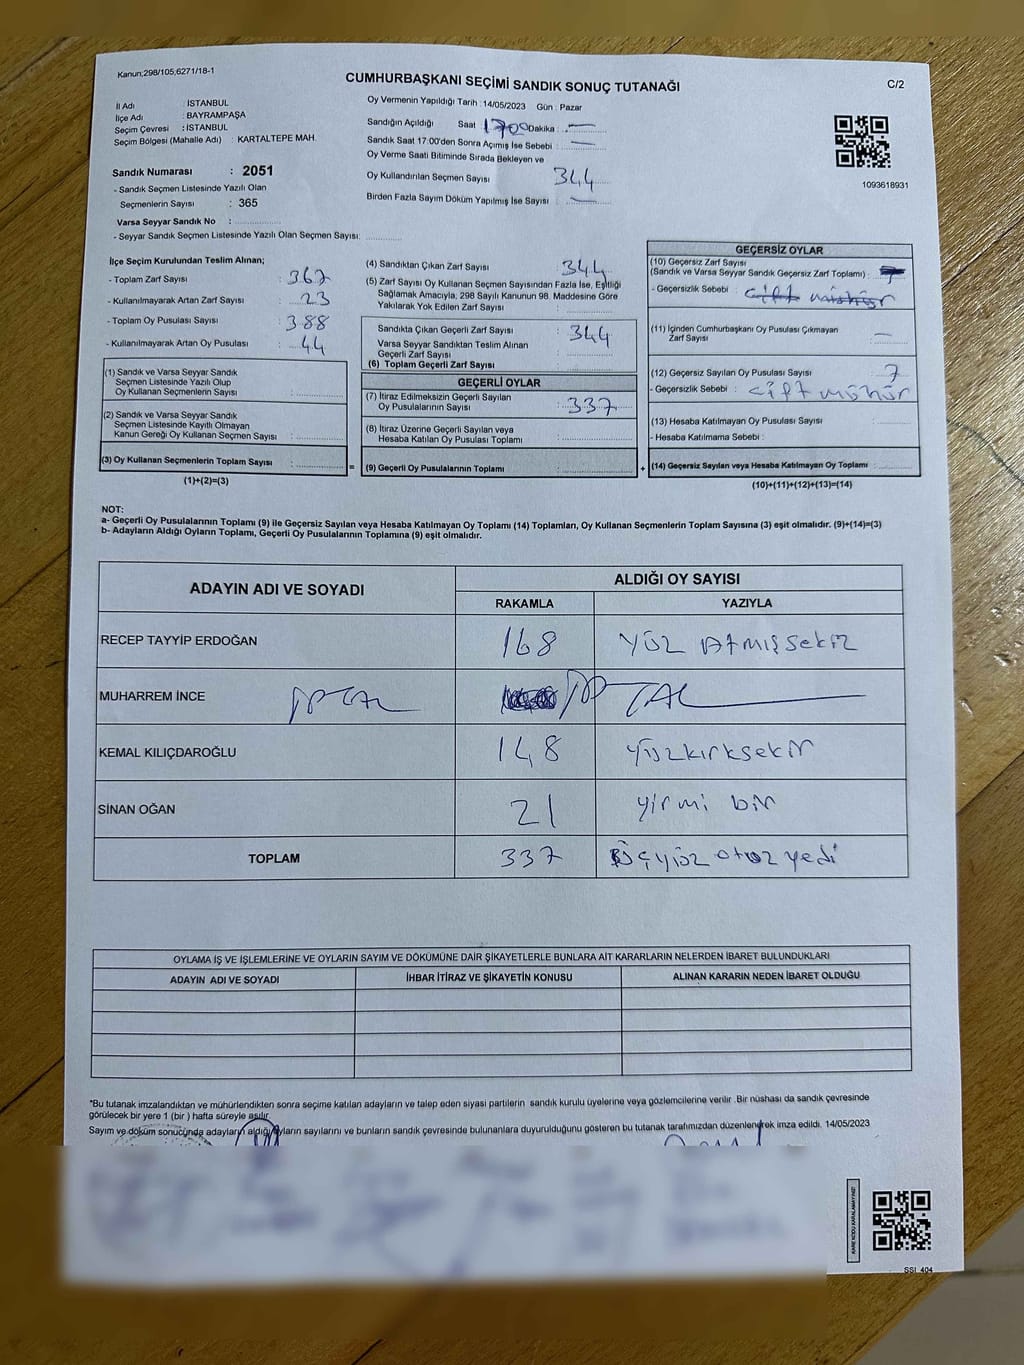 Kanun;298/105,6271/18-1
CUMHURBAŞKANI SEÇİMİ SANDIK SONUÇ TUTANAĞI
C/2
İl Adı : İSTANBUL
İlçe Adı : BAYRAMPAŞA
Seçim Çevresi : İSTANBUL
Seçim Bölgesi (Mahalle Adı) : KARTALTEPE MAH.
Sandık Numarası : 2051
- Sandık Seçmen Listesinde Yazılı Olan
Seçmenlerin Sayısı : 365
Varsa Seyyar Sandık No : ..............
- Seyyar Sandık Seçmen Listesinde Yazılı Olan Seçmen Sayısı: ............
Oy Vermenin Yapıldığı Tarih : 14/05/2023 Gün : Pazar
Sandığın Açıldığı Saat 1700 Dakika : —
Sandık Saat 17:00'den Sonra Açımış İse Sebebi : —
Oy Verme Saati Bitiminde Sırada Bekleyen ve
Oy Kullandırılan Seçmen Sayısı 344
Birden Fazla Sayım Döküm Yapılmış İse Sayısı : —
1093618931
İlçe Seçim Kurulundan Teslim Alınan;
- Toplam Zarf Sayısı : 367
- Kullanılmayarak Artan Zarf Sayısı : 23
- Toplam Oy Pusulası Sayısı : 388
- Kullanılmayarak Artan Oy Pusulası : 44
(1) Sandık ve Varsa Seyyar Sandık
Seçmen Listesinde Yazılı Olup
Oy Kullanan Seçmenlerin Sayısı :
(2) Sandık ve Varsa Seyyar Sandık
Seçmen Listesinde Kayıtlı Olmayan
Kanun Gereği Oy Kullanan Seçmen Sayısı :
(3) Oy Kullanan Seçmenlerin Toplam Sayısı : =
(1)+(2)=(3)
(4) Sandıktan Çıkan Zarf Sayısı : 344
(5) Zarf Sayısı Oy Kullanan Seçmen Sayısından Fazla İse, Eşitliği
Sağlamak Amacıyla, 298 Sayılı Kanunun 98. Maddesine Göre
Yakılarak Yok Edilen Zarf Sayısı :
Sandıkta Çıkan Geçerli Zarf Sayısı : 344
Varsa Seyyar Sandıktan Teslim Alınan
Geçerli Zarf Sayısı :
(6) Toplam Geçerli Zarf Sayısı :
GEÇERLİ OYLAR
(7) İtiraz Edilmeksizin Geçerli Sayılan
Oy Pusulalarının Sayısı : 337
(8) İtiraz Üzerine Geçerli Sayılan veya
Hesaba Katılan Oy Pusulası Toplamı :
(9) Geçerli Oy Pusulalarının Toplamı : +
GEÇERSİZ OYLAR
(10) Geçersiz Zarf Sayısı
(Sandık ve Varsa Seyyar Sandık Geçersiz Zarf Toplamı) : 7
- Geçersizlik Sebebi : çift mühür
(11) İçinden Cumhurbaşkanı Oy Pusulası Çıkmayan
Zarf Sayısı : —
(12) Geçersiz Sayılan Oy Pusulası Sayısı : 7
- Geçersizlik Sebebi : çift mühür
(13) Hesaba Katılmayan Oy Pusulası Sayısı :
- Hesaba Katılmama Sebebi :
(14) Geçersiz Sayılan veya Hesaba Katılmayan Oy Toplamı :
(10)+(11)+(12)+(13)=(14)
NOT:
a- Geçerli Oy Pusulalarının Toplamı (9) ile Geçersiz Sayılan veya Hesaba Katılmayan Oy Toplamı (14) Toplamları, Oy Kullanan Seçmenlerin Toplam Sayısına (3) eşit olmalıdır. (9)+(14)=(3)
b- Adayların Aldığı Oyların Toplamı, Geçerli Oy Pusulalarının Toplamına (9) eşit olmalıdır.
ADAYIN ADI VE SOYADI
ALDIĞI OY SAYISI
RAKAMLA YAZIYLA
RECEP TAYYİP ERDOĞAN 168 Yüz Atmışsekiz
MUHARREM İNCE İPTAL İPTAL
KEMAL KILIÇDAROĞLU 148 Yüzkırksekiz
SİNAN OĞAN 21 yirmi bir
TOPLAM 337 Üçyüz otuz yedi
OYLAMA İŞ VE İŞLEMLERİNE VE OYLARIN SAYIM VE DÖKÜMÜNE DAİR ŞİKAYETLERLE BUNLARA AİT KARARLARIN NELERDEN İBARET BULUNDUKLARI
ADAYIN ADI VE SOYADI İHBAR İTİRAZ VE ŞİKAYETİN KONUSU ALINAN KARARIN NEDEN İBARET OLDUĞU
*Bu tutanak imzalandıktan ve mühürlendikten sonra seçime katılan adayların ve talep eden siyasi partilerin sandık kurulu üyelerine veya gözlemcilerine verilir .Bir nüshası da sandık çevresinde
görülecek bir yere 1 (bir ) hafta süreyle asılır.
Sayım ve döküm sonucunda adayların aldığı oyların sayılarını ve bunların sandık çevresinde bulunanlara duyurulduğunu gösteren bu tutanak tarafımızdan düzenlenerek imza edildi. 14/05/2023
KARE KODU KARALAMAYINIZ!
SSI_404